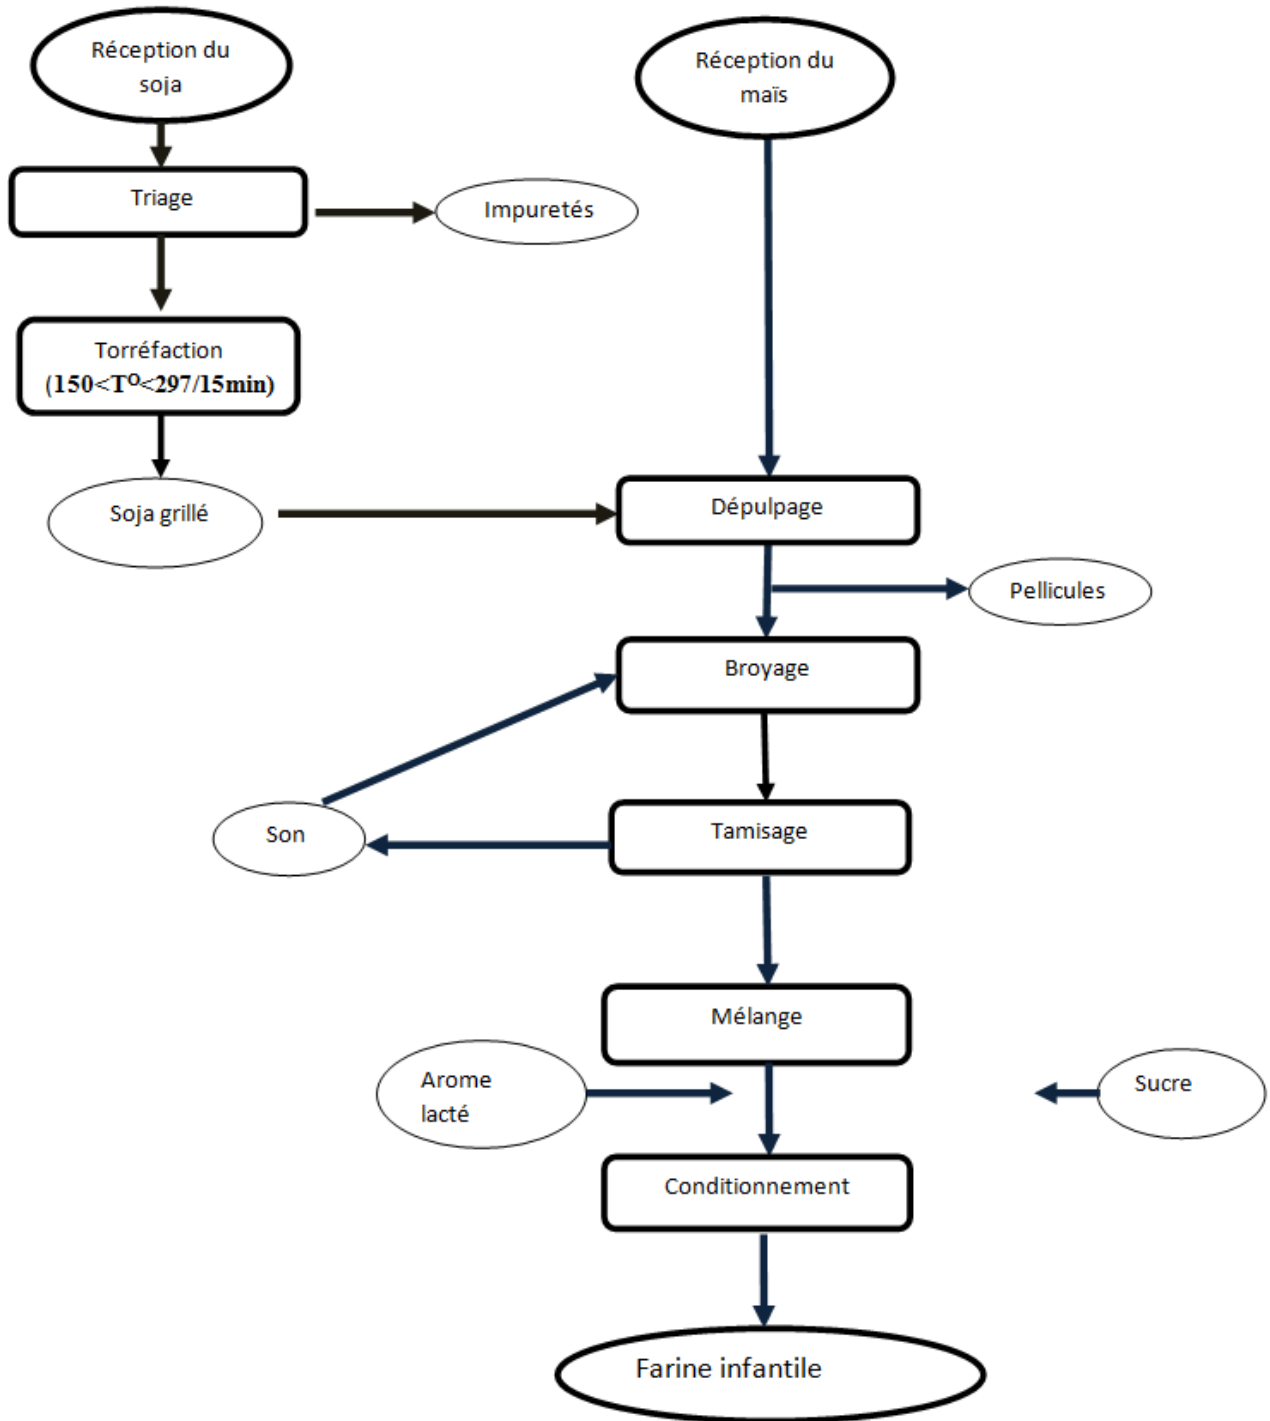 Réception du
soja
Réception du
maïs
Triage
Impuretés
Torréfaction
(150<T°<297/15min)
Soja grillé
Dépulpage
Pellicules
Broyage
Son
Tamisage
Mélange
Arome
lacté
Sucre
Conditionnement
Farine infantile